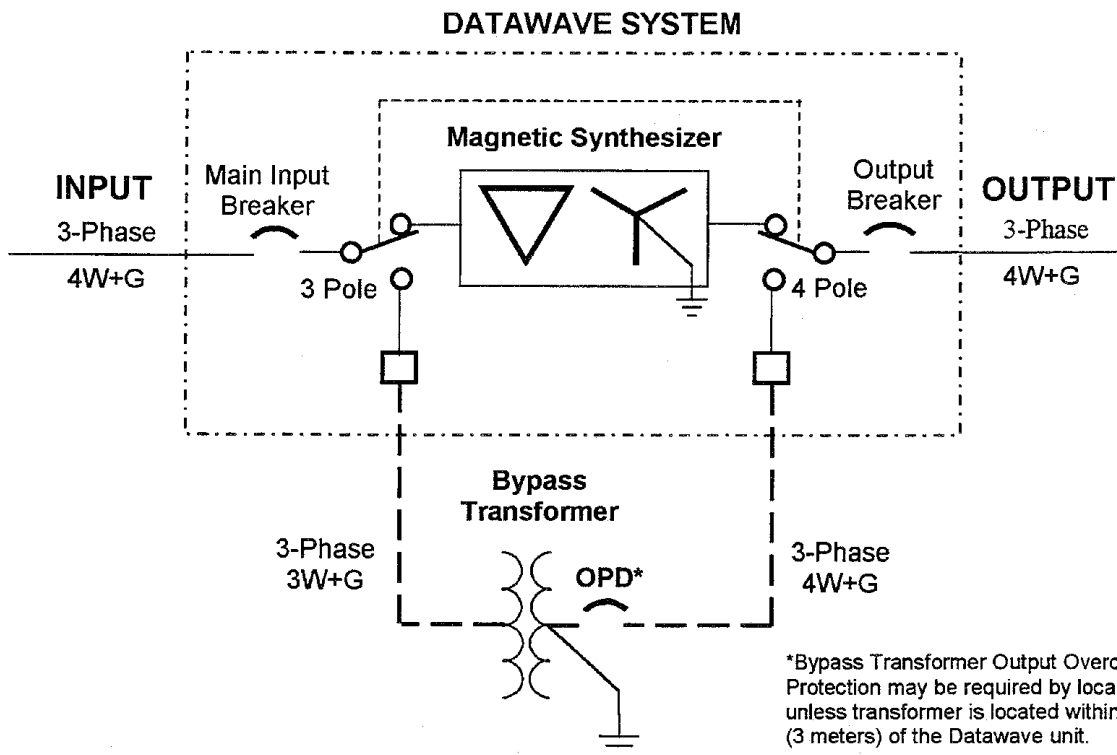 DATAWAVE SYSTEM
Magnetic Synthesizer
INPUT
3-Phase
4W+G
Main Input
Breaker
3 Pole
Output
Breaker
4 Pole
OUTPUT
3-Phase
4W+G
Bypass
Transformer
3-Phase
3W+G
OPD*
3-Phase
4W+G
*Bypass Transformer Output
Protection may be required by
unless transformer is located
(3 meters) of the Datawave unit.